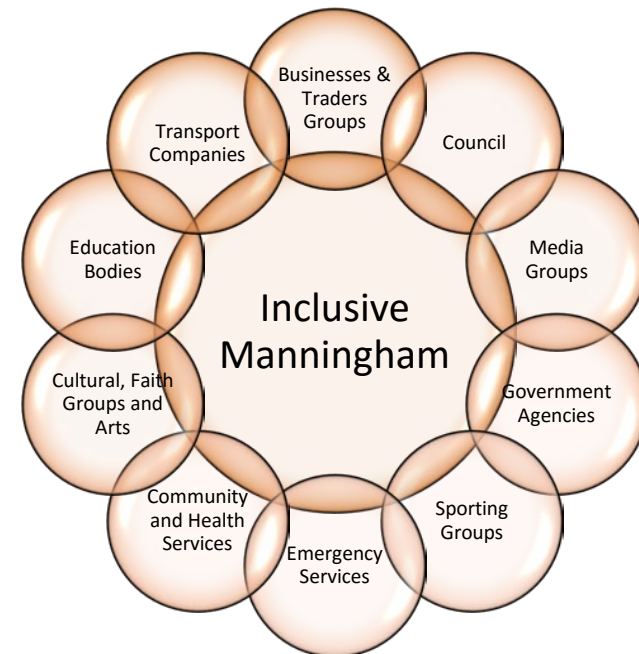 Businesses &
Traders
Groups
Council
Media
Groups
Government
Agencies
Sporting
Groups
Emergency
Services
Community
and Health
Services
Cultural, Faith
Groups and
Arts
Education
Bodies
Transport
Companies
Inclusive
Manningham